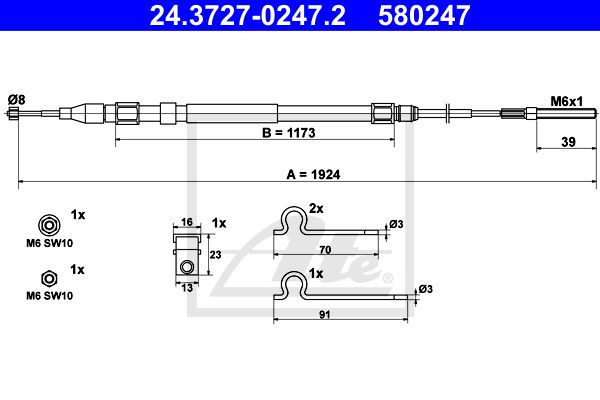 24.3727-0247.2 580247
Ø8
M6x1
B = 1173
39
A = 1924
1x
M6 SW10
1x
M6 SW10
16
1x
23
13
2x
Ø3
70
1x
Ø3
91
Ate ®